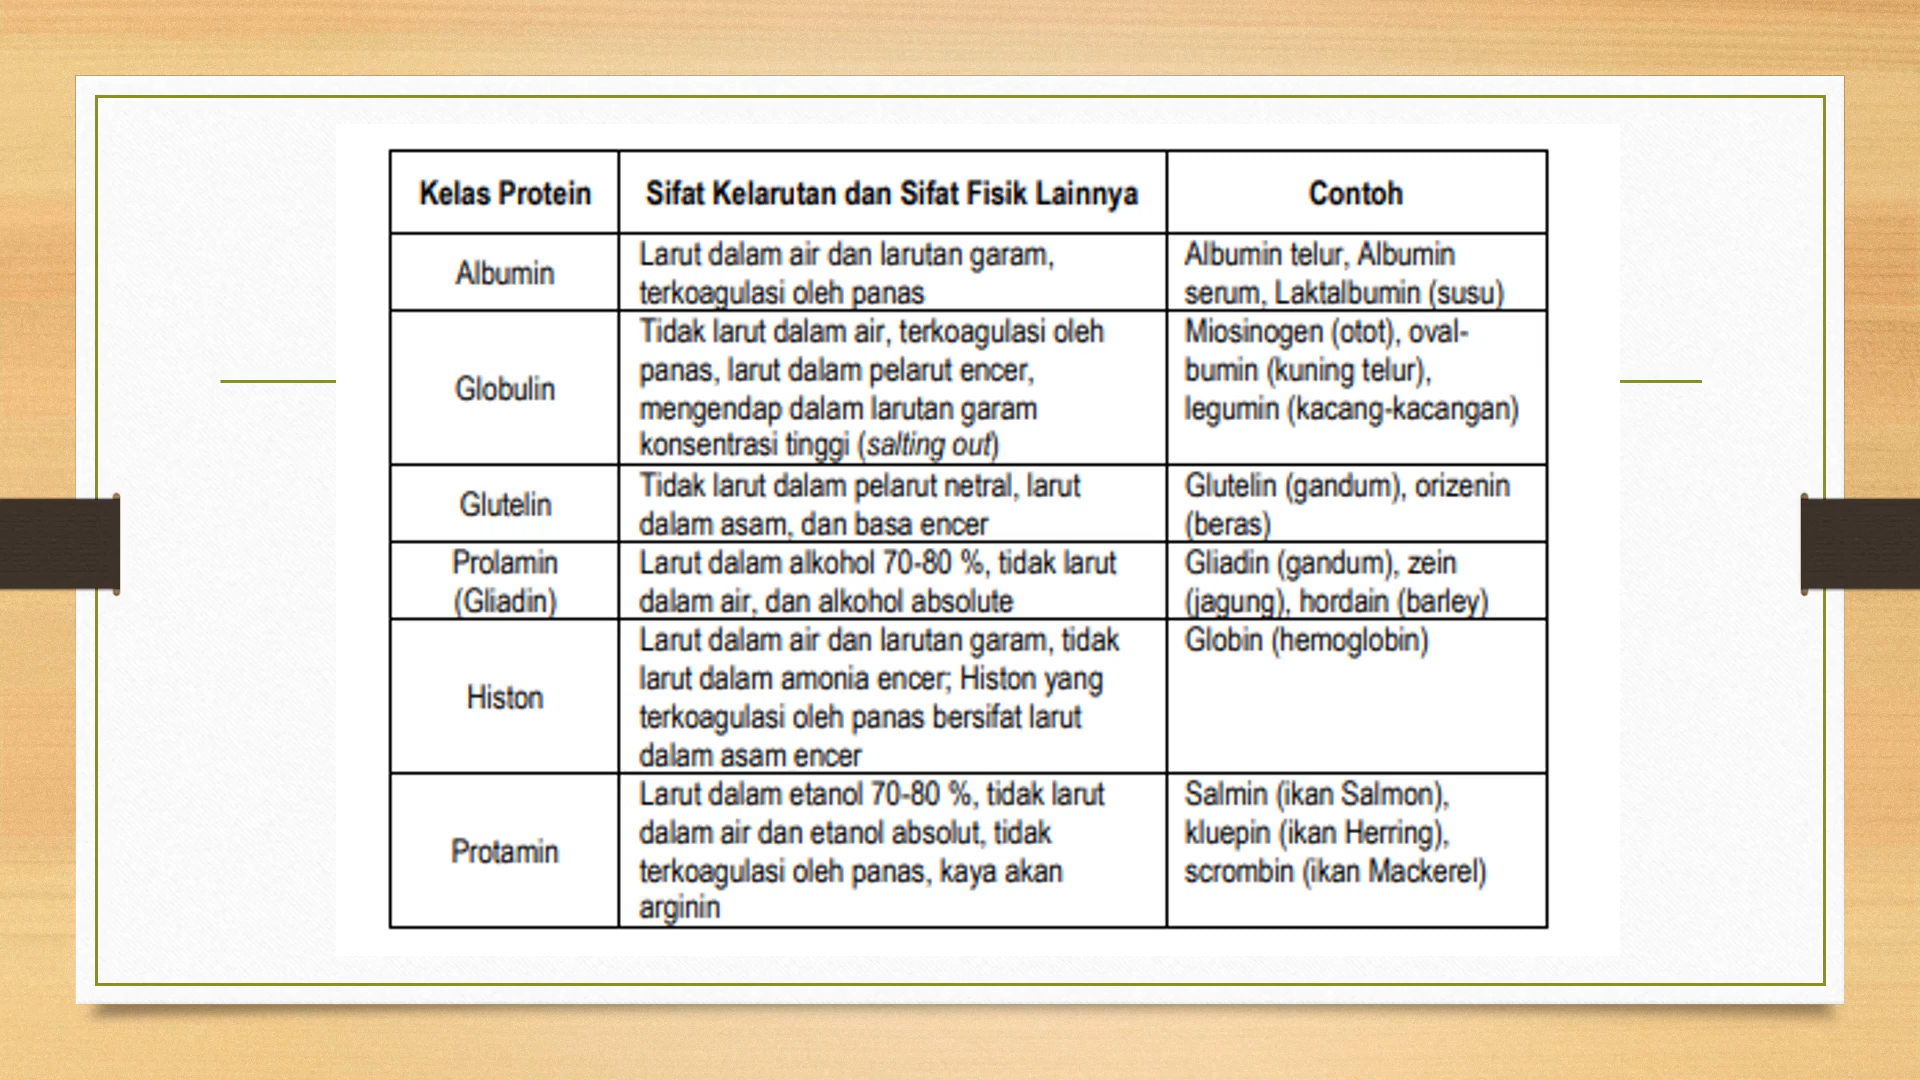 Kelas Protein
Sifat Kelarutan dan Sifat Fisik Lainnya
Contoh
Albumin
Larut dalam air dan larutan garam,
terkoagulasi oleh panas
Albumin telur, Albumin
serum, Laktalbumin (susu)
Globulin
Tidak larut dalam air, terkoagulasi oleh
panas, larut dalam pelarut encer,
mengendap dalam larutan garam
konsentrasi tinggi (salting out)
Miosinogen (otot), oval-
bumin (kuning telur),
legumin (kacang-kacangan)
Glutelin
Tidak larut dalam pelarut netral, larut
dalam asam, dan basa encer
Glutelin (gandum), orizenin
(beras)
Prolamin
(Gliadin)
Larut dalam alkohol 70-80 %, tidak larut
dalam air, dan alkohol absolute
Gliadin (gandum), zein
(jagung), hordain (barley)
Histon
Larut dalam air dan larutan garam, tidak
larut dalam amonia encer; Histon yang
terkoagulasi oleh panas bersifat larut
dalam asam encer
Globin (hemoglobin)
Protamin
Larut dalam etanol 70-80 %, tidak larut
dalam air dan etanol absolut, tidak
terkoagulasi oleh panas, kaya akan
arginin
Salmin (ikan Salmon),
kluepin (ikan Herring),
scrombin (ikan Mackerel)